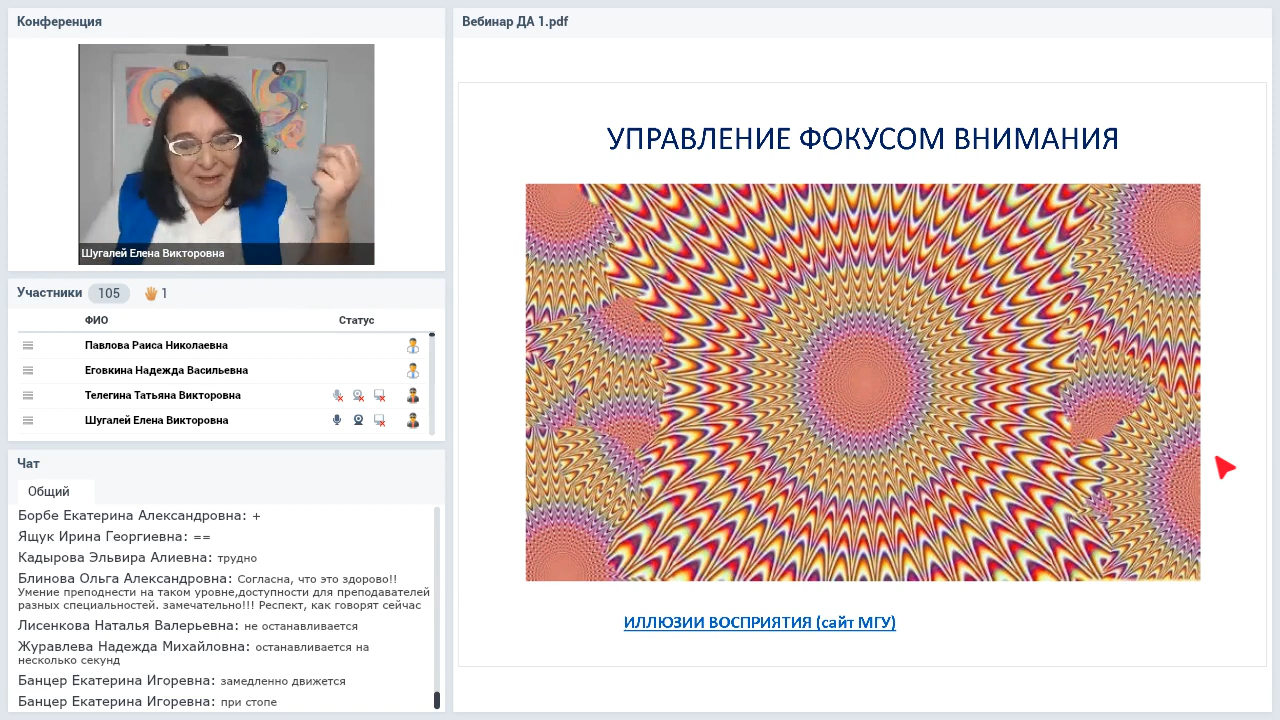 Конференция
Шугалей Елена Викторовна
Участники 105 1
ФИО Статус
Павлова Раиса Николаевна
Еговкина Надежда Васильевна
Телегина Татьяна Викторовна
Шугалей Елена Викторовна
Чат
Общий
Борбе Екатерина Александровна: +
Ящук Ирина Георгиевна: ==
Кадырова Эльвира Алиевна: трудно
Блинова Ольга Александровна: Согласна, что это здорово!!
Умение преподнести на таком уровне,доступности для преподавателей
разных специальностей. замечательно!!! Респект, как говорят сейчас
Лисенкова Наталья Валерьевна: не останавливается
Журавлева Надежда Михайловна: останавливается на
несколько секунд
Банцер Екатерина Игоревна: замедленно движется
Банцер Екатерина Игоревна: при стопе
Вебинар ДА 1.pdf
УПРАВЛЕНИЕ ФОКУСОМ ВНИМАНИЯ
ИЛЛЮЗИИ ВОСПРИЯТИЯ (сайт МГУ)